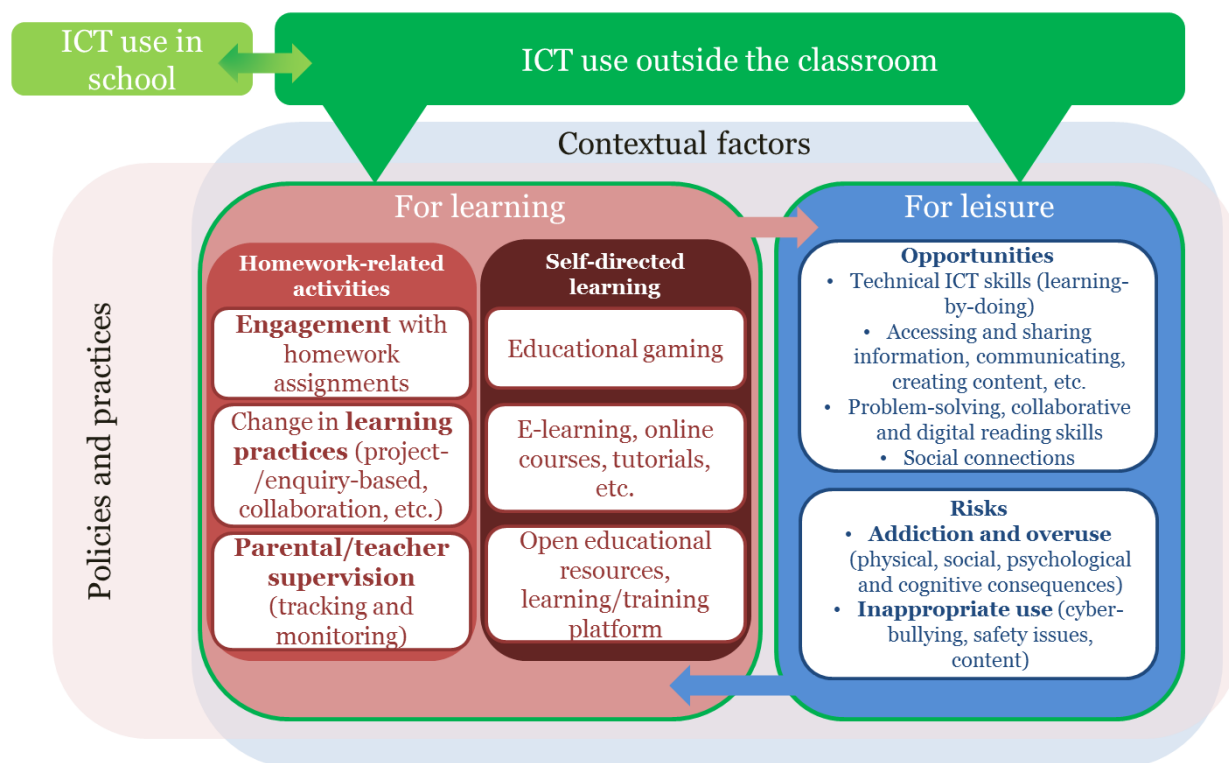 ICT use in
school
ICT use outside the classroom
Contextual factors
Policies and practices
For learning
Homework-related
activities
Engagement with
homework
assignments
Change in learning
practices (project-
/enquiry-based,
collaboration, etc.)
Parental/teacher
supervision
(tracking and
monitoring)
Self-directed
learning
Educational gaming
E-learning, online
courses, tutorials,
etc.
Open educational
resources,
learning/training
platform
For leisure
Opportunities
• Technical ICT skills (learning-
by-doing)
• Accessing and sharing
information, communicating,
creating content, etc.
• Problem-solving, collaborative
and digital reading skills
• Social connections
Risks
• Addiction and overuse
(physical, social, psychological
and cognitive consequences)
• Inappropriate use (cyber-
bullying, safety issues,
content)